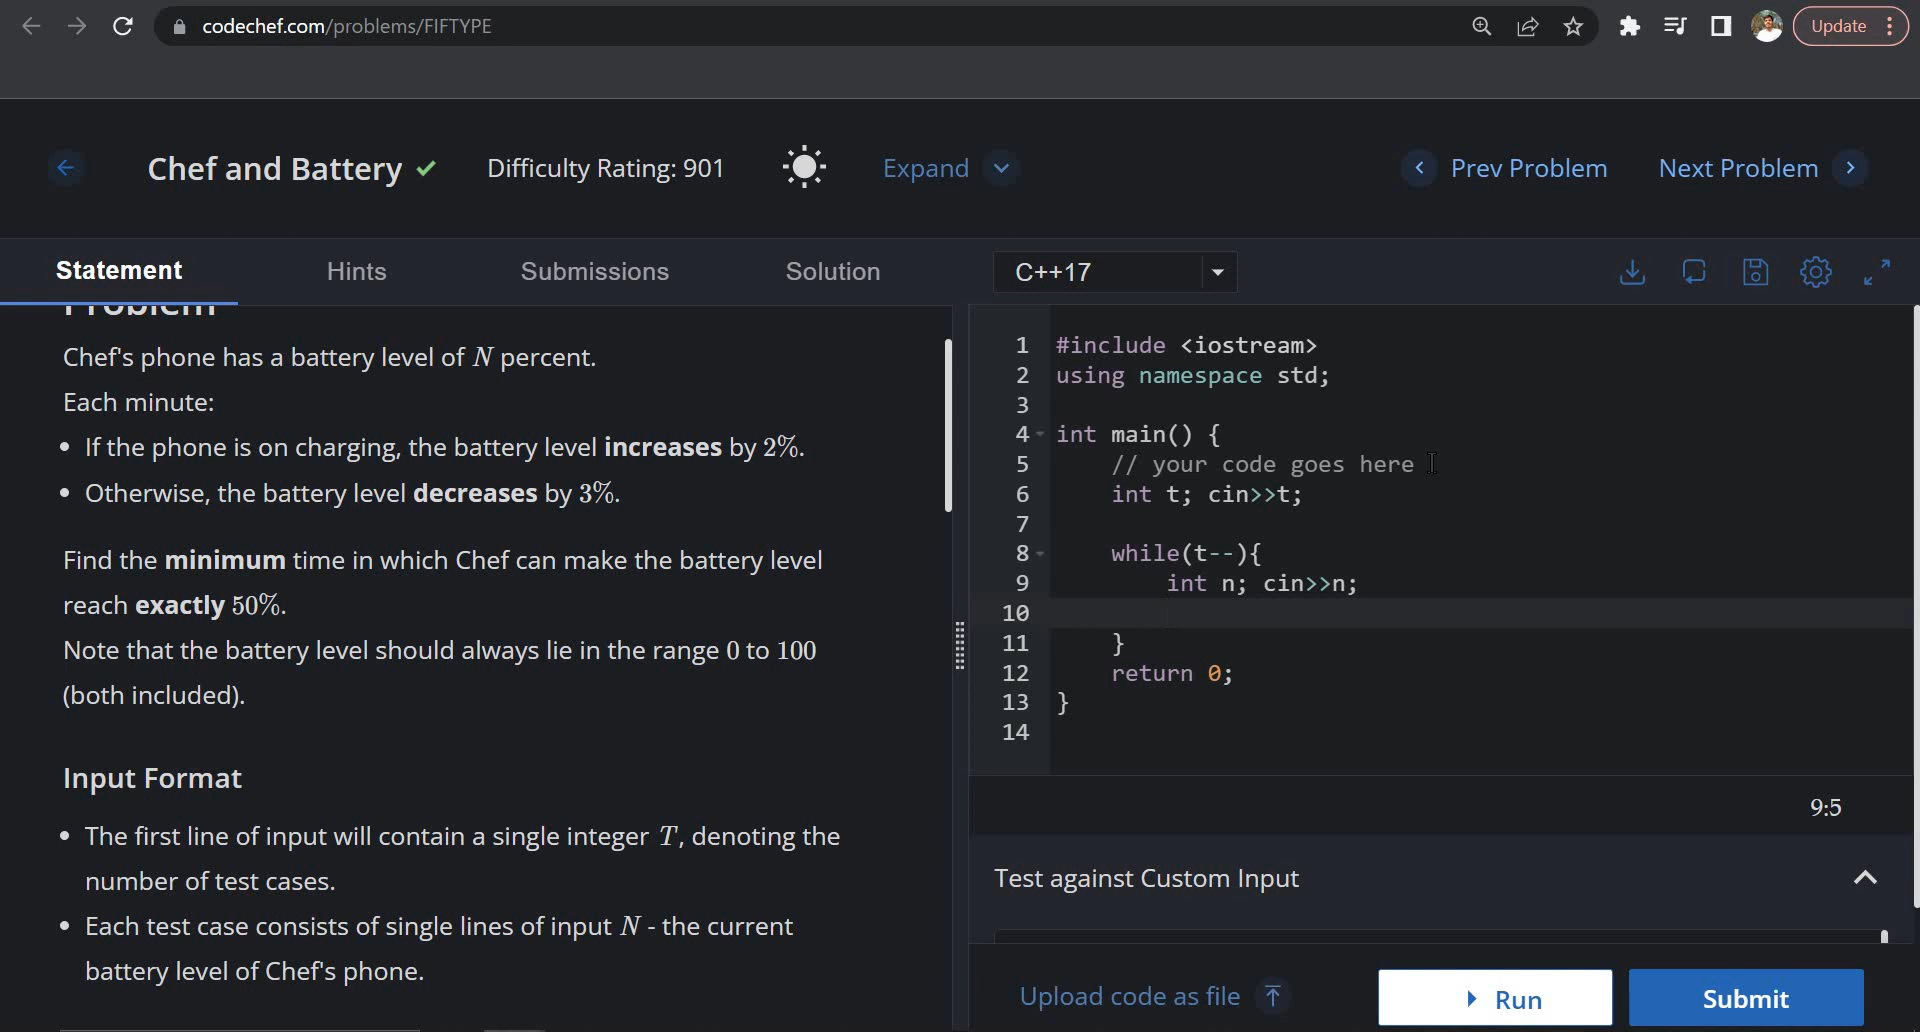 codechef.com/problems/FIFTYPE
Update
Chef and Battery
Difficulty Rating: 901
Expand
Prev Problem
Next Problem
Statement
Hints
Submissions
Solution
C++17
Problem
Chef's phone has a battery level of N percent.
Each minute:
• If the phone is on charging, the battery level increases by 2%.
• Otherwise, the battery level decreases by 3%.
Find the minimum time in which Chef can make the battery level
reach exactly 50%.
Note that the battery level should always lie in the range 0 to 100
(both included).
Input Format
• The first line of input will contain a single integer T, denoting the
number of test cases.
• Each test case consists of single lines of input N - the current
battery level of Chef's phone.
1 #include <iostream>
2 using namespace std;
3
4 int main() {
5 // your code goes here
6 int t; cin>>t;
7
8 while(t--){
9 int n; cin>>n;
10
11 }
12 return 0;
13 }
14
9:5
Test against Custom Input
Upload code as file
Run
Submit